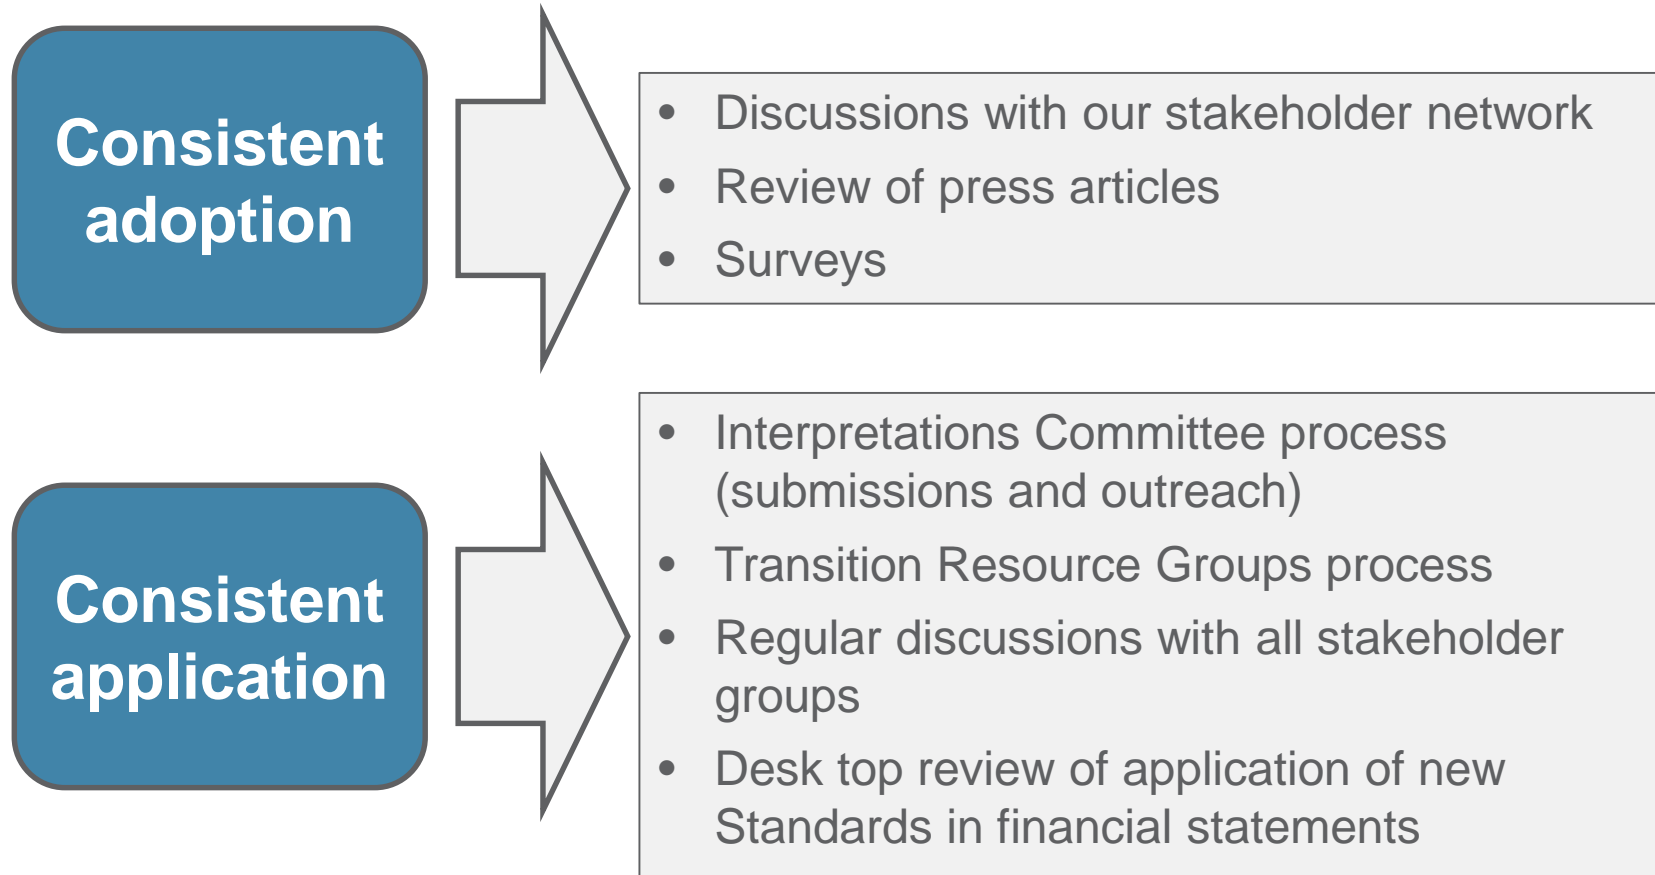 Consistent
adoption
• Discussions with our stakeholder network
• Review of press articles
• Surveys
Consistent
application
• Interpretations Committee process
(submissions and outreach)
• Transition Resource Groups process
• Regular discussions with all stakeholder
groups
• Desk top review of application of new
Standards in financial statements